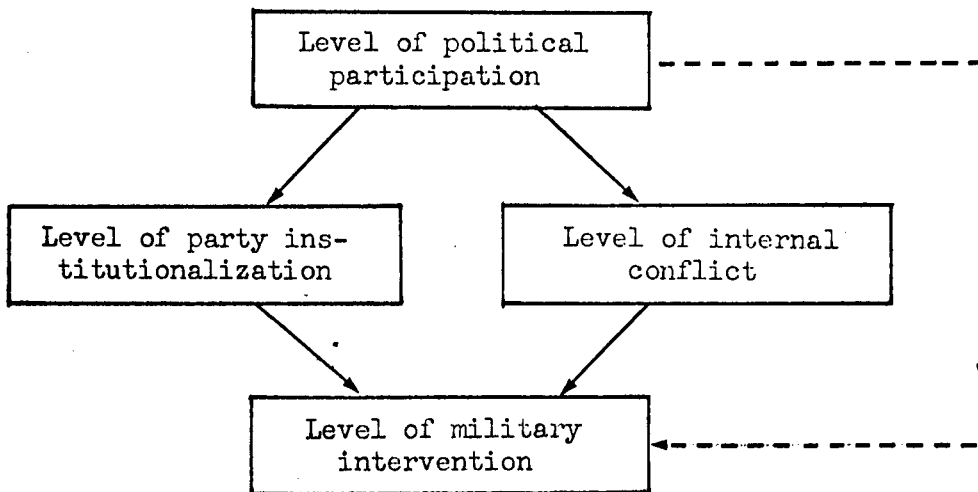 Level of political
participation
Level of party ins-
titutionalization
Level of internal
conflict
Level of military
intervention